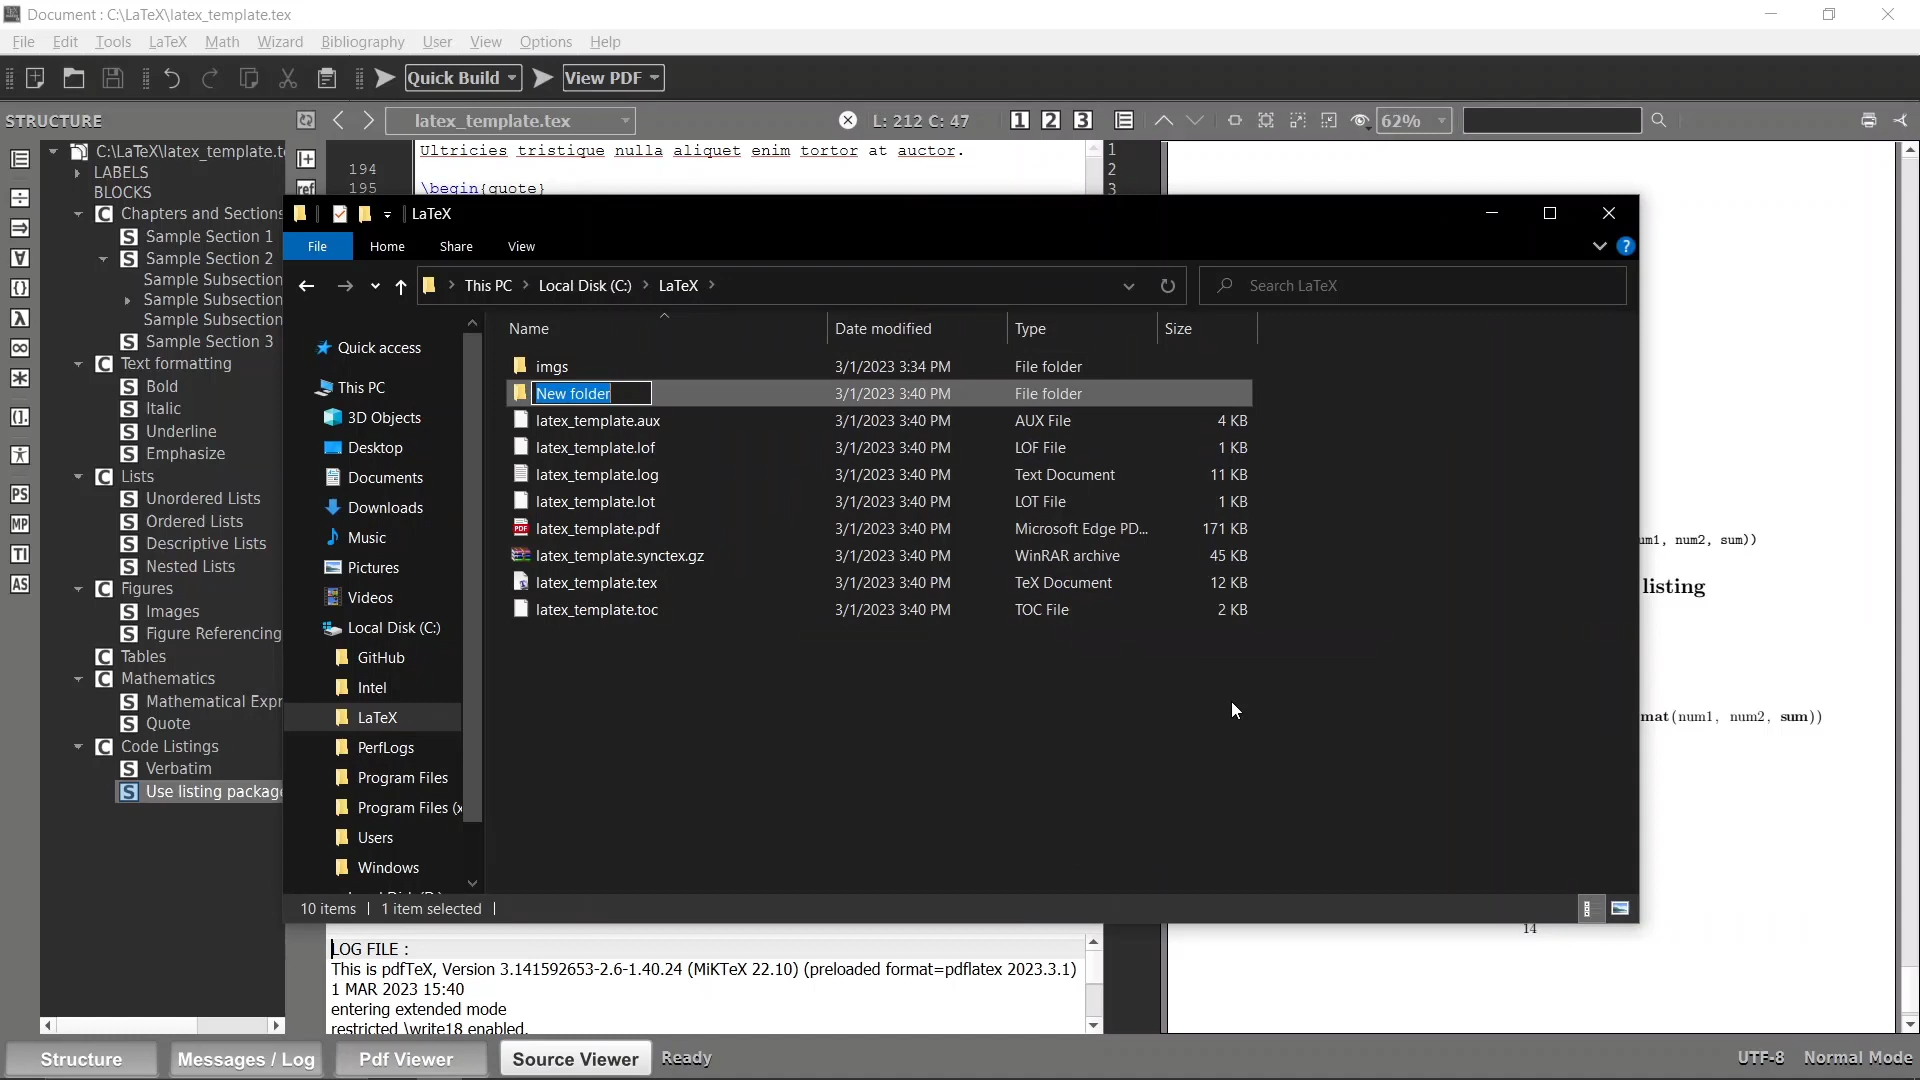 Document : C:\LaTeX\latex_template.tex
File Edit Tools LaTeX Math Wizard Bibliography User View Options Help
Quick Build View PDF
STRUCTURE
latex_template.tex
L: 212 C: 47
1 2 3
62%
C:\LaTeX\latex_template.t
LABELS
BLOCKS
C Chapters and Sections
S Sample Section 1
S Sample Section 2
Sample Subsection
Sample Subsection
Sample Subsection
S Sample Section 3
C Text formatting
S Bold
S Italic
S Underline
S Emphasize
C Lists
S Unordered Lists
S Ordered Lists
S Descriptive Lists
S Nested Lists
C Figures
S Images
S Figure Referencing
C Tables
C Mathematics
S Mathematical Expr
S Quote
C Code Listings
S Verbatim
S Use listing package
PS
MP
TI
AS
ref
Ultricies tristique nulla aliquet enim tortor at auctor.
194
195 \begin{quote}
1
2
3
LaTeX
File Home Share View
This PC Local Disk (C:) LaTeX
Search LaTeX
Quick access
This PC
3D Objects
Desktop
Documents
Downloads
Music
Pictures
Videos
Local Disk (C:)
GitHub
Intel
LaTeX
PerfLogs
Program Files
Program Files (x
Users
Windows
Name Date modified Type Size
imgs 3/1/2023 3:34 PM File folder
New folder 3/1/2023 3:40 PM File folder
latex_template.aux 3/1/2023 3:40 PM AUX File 4 KB
latex_template.lof 3/1/2023 3:40 PM LOF File 1 KB
latex_template.log 3/1/2023 3:40 PM Text Document 11 KB
latex_template.lot 3/1/2023 3:40 PM LOT File 1 KB
latex_template.pdf 3/1/2023 3:40 PM Microsoft Edge PD... 171 KB
latex_template.synctex.gz 3/1/2023 3:40 PM WinRAR archive 45 KB
latex_template.tex 3/1/2023 3:40 PM TeX Document 12 KB
latex_template.toc 3/1/2023 3:40 PM TOC File 2 KB
10 items 1 item selected
um1, num2, sum))
listing
mat(num1, num2, sum))
14
LOG FILE :
This is pdfTeX, Version 3.141592653-2.6-1.40.24 (MiKTeX 22.10) (preloaded format=pdflatex 2023.3.1)
1 MAR 2023 15:40
entering extended mode
restricted \write18 enabled.
Structure Messages / Log Pdf Viewer Source Viewer Ready
UTF-8 Normal Mode